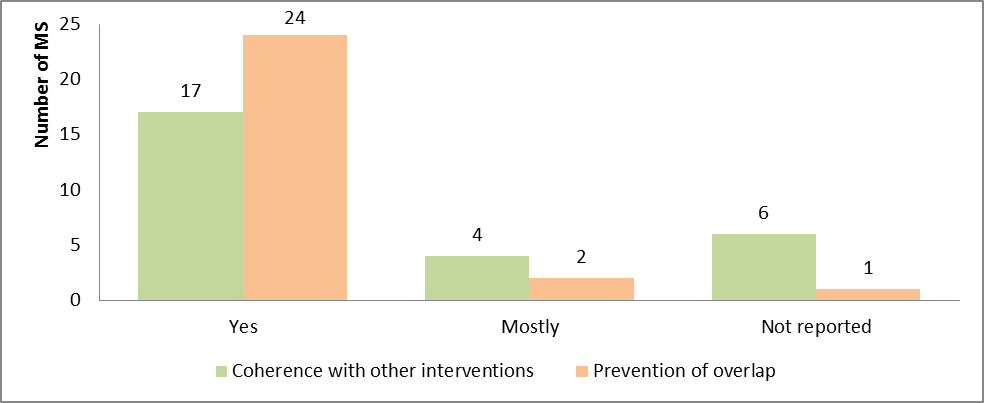 Number of MS
25
20
15
10
5
0
17
24
4
2
6
1
Yes
Mostly
Not reported
Coherence with other interventions
Prevention of overlap